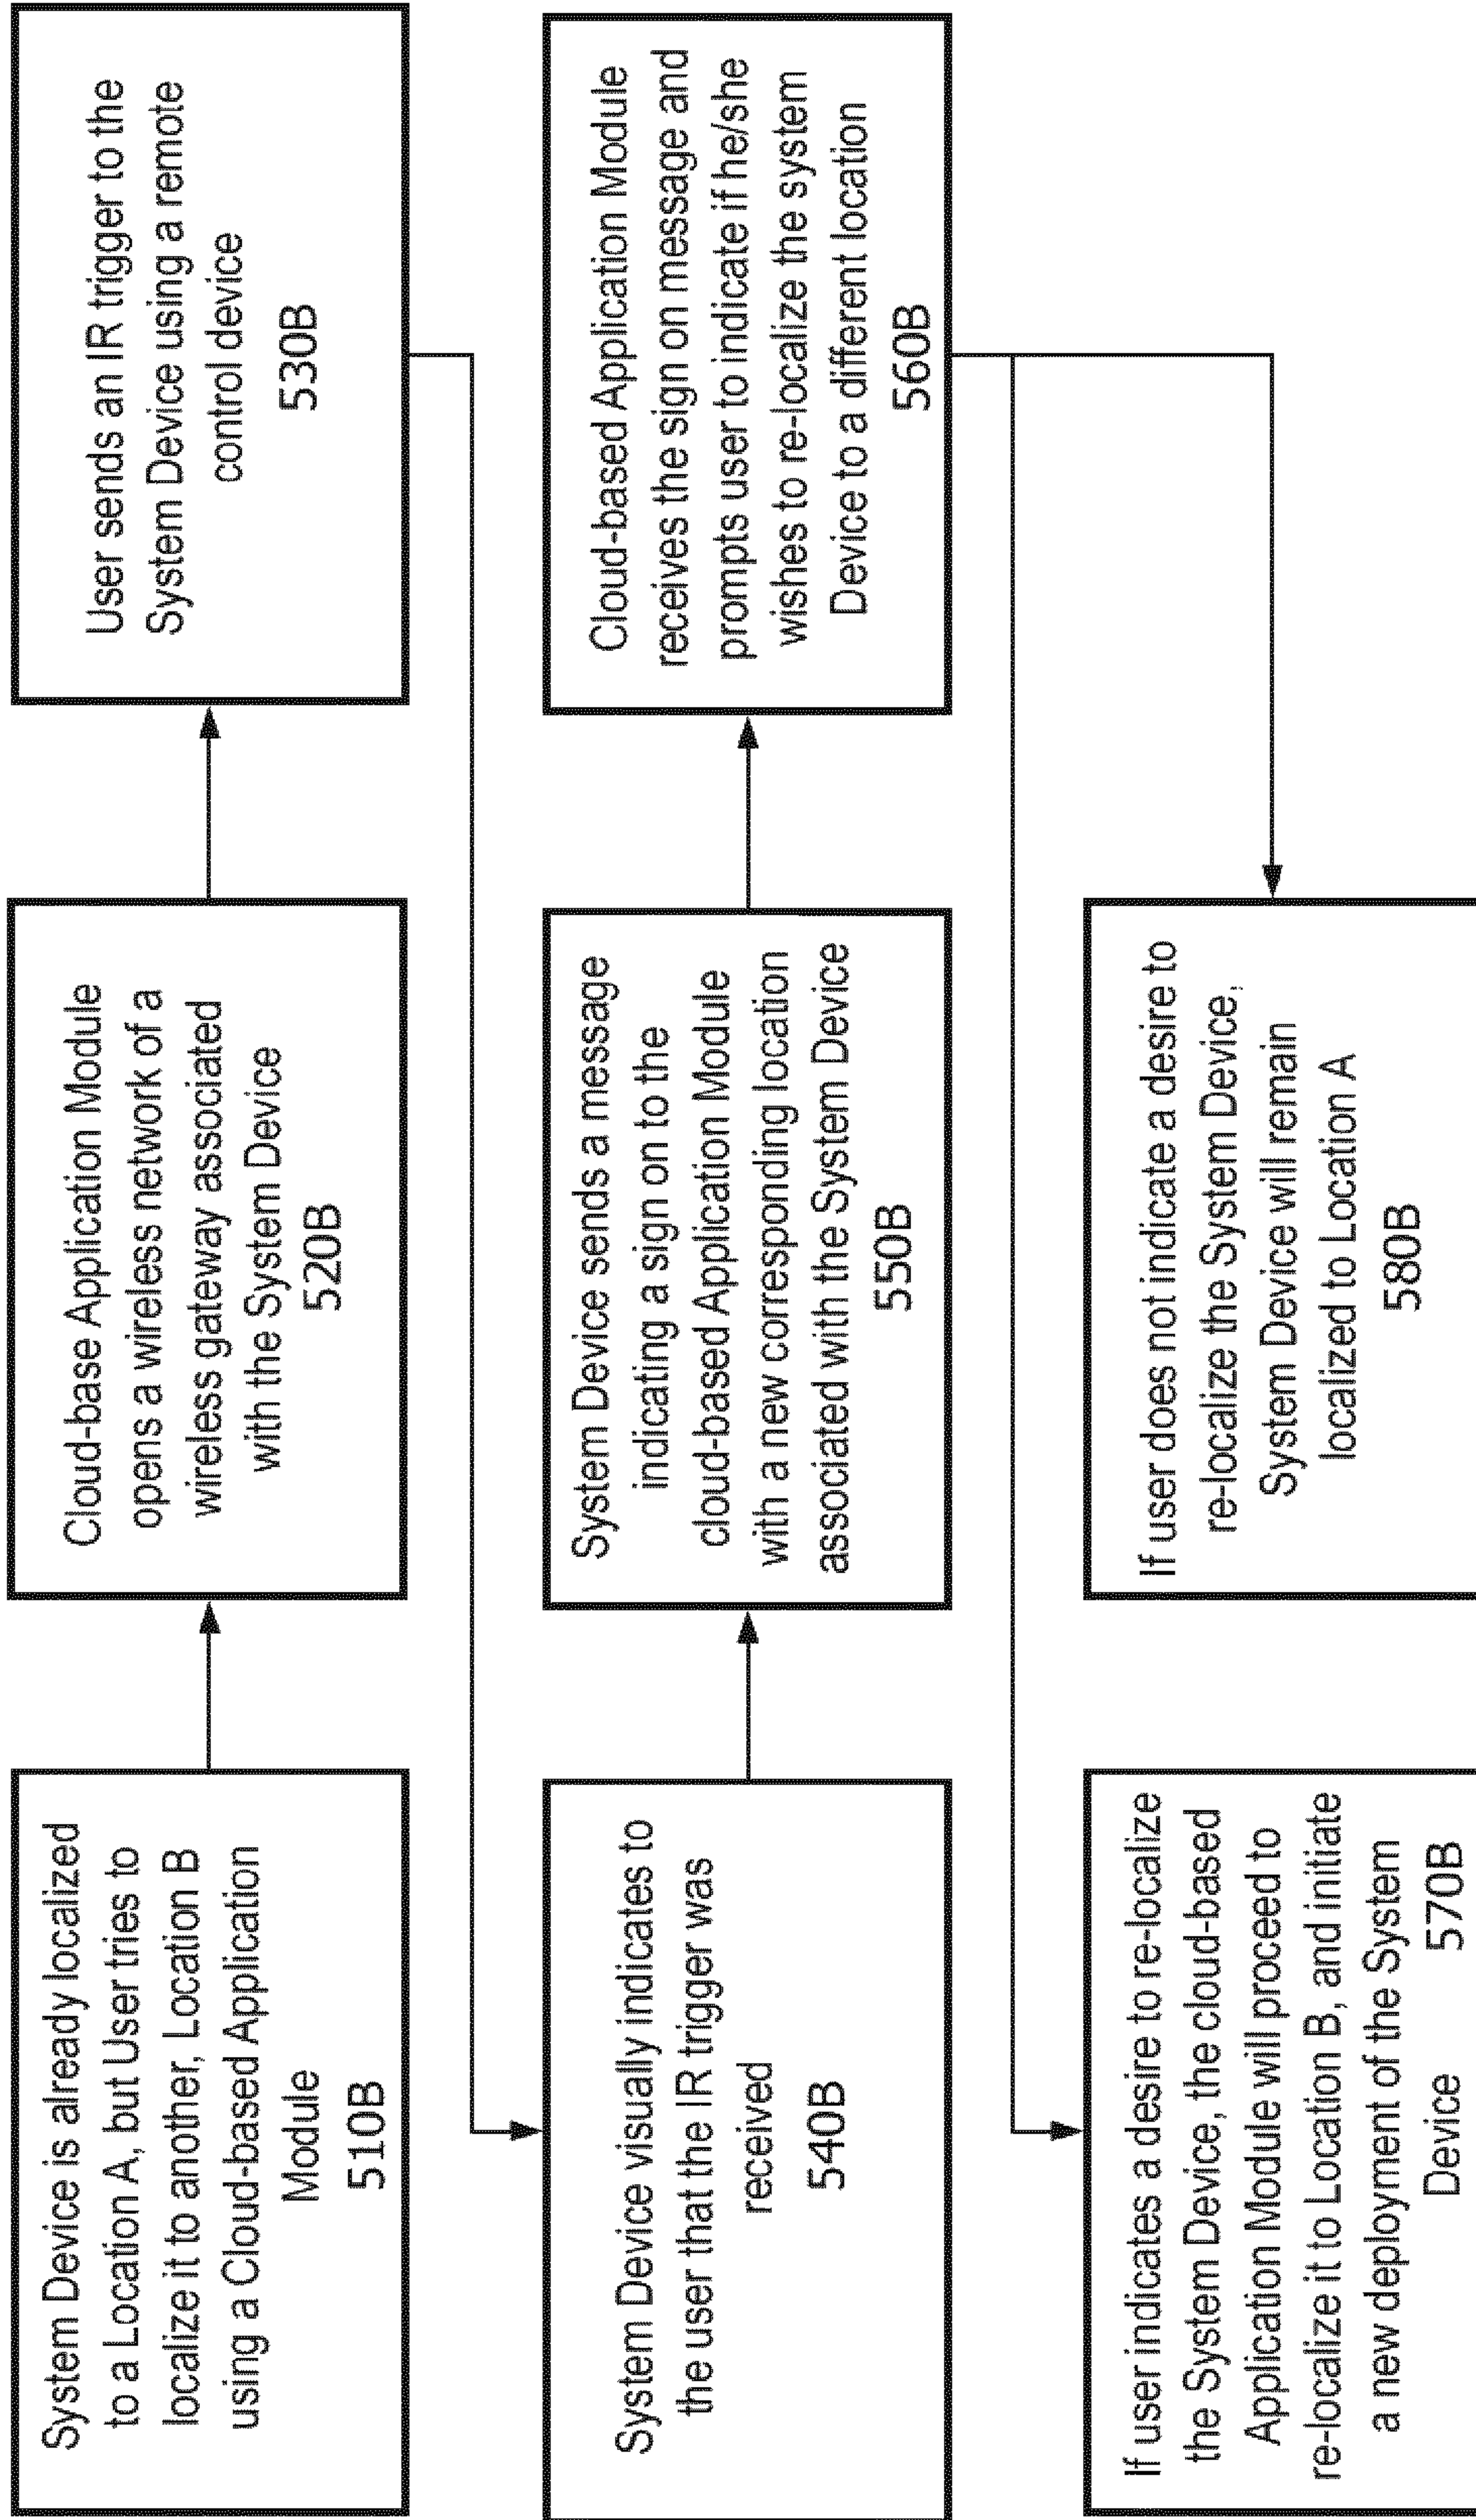 System Device is already localized
to a Location A, but User tries to
localize it to another, Location B
using a Cloud-based Application
Module
510B
Cloud-base Application Module
opens a wireless network of a
wireless gateway associated
with the System Device
520B
User sends an IR trigger to the
System Device using a remote
control device
530B
System Device visually indicates to
the user that the IR trigger was
received
540B
System Device sends a message
indicating a sign on to the
cloud-based Application Module
with a new corresponding location
associated with the System Device
550B
Cloud-based Application Module
receives the sign on message and
prompts user to indicate if he/she
wishes to re-localize the system
Device to a different location
560B
If user indicates a desire to re-localize
the System Device, the cloud-based
Application Module will proceed to
re-localize it to Location B, and initiate
a new deployment of the System
Device 570B
If user does not indicate a desire to
re-localize the System Device,
System Device will remain
localized to Location A
580B